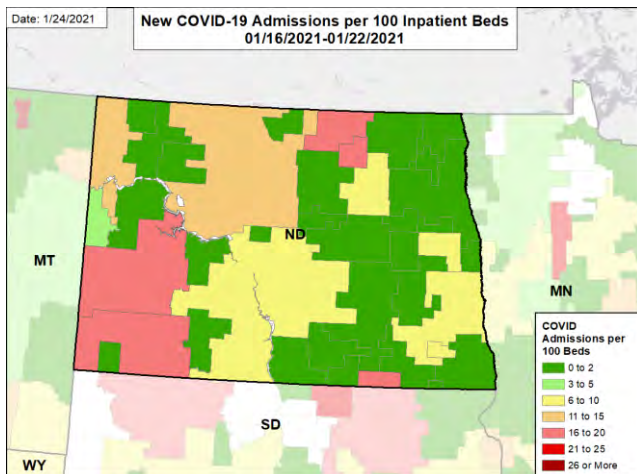 Date: 1/24/2021
New COVID-19 Admissions per 100 Inpatient Beds
01/16/2021-01/22/2021
ND
MT
MN
SD
WY
COVID
Admissions per
100 Beds
0 to 2
3 to 5
6 to 10
11 to 15
16 to 20
21 to 25
26 or More